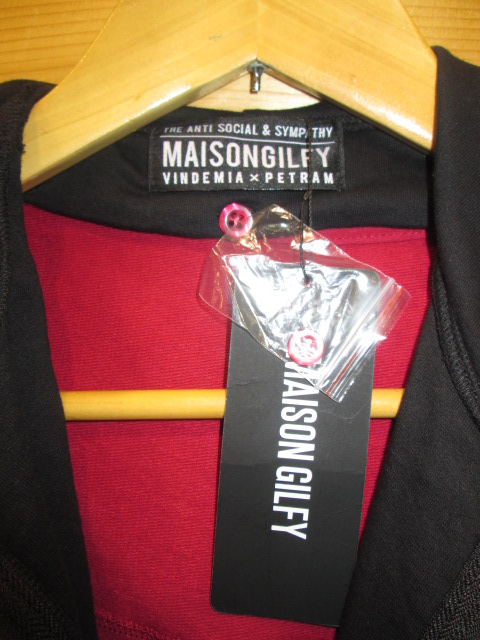 THE ANTI SOCIAL & SYMPATHY
MAISONGILFY
VINDEMIA × PETRAM
MAISON GILFY